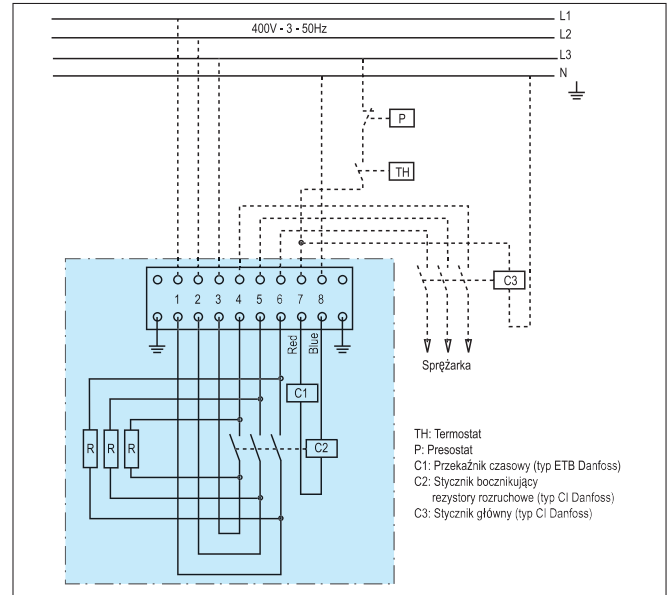 L1
400V - 3 - 50Hz
L2
L3
N
P
TH
C3
1 2 3 4 5 6 7 8
Red
Blue
Sprężarka
C1
R R R
C2
TH: Termostat
P: Presostat
C1: Przekaźnik czasowy (typ ETB Danfoss)
C2: Stycznik bocznikujący
rezystory rozruchowe (typ CI Danfoss)
C3: Stycznik główny (typ CI Danfoss)